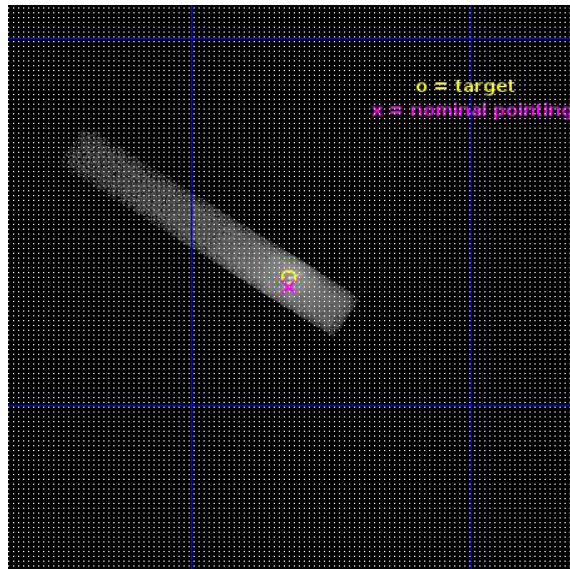 o = target
x = nominal pointing